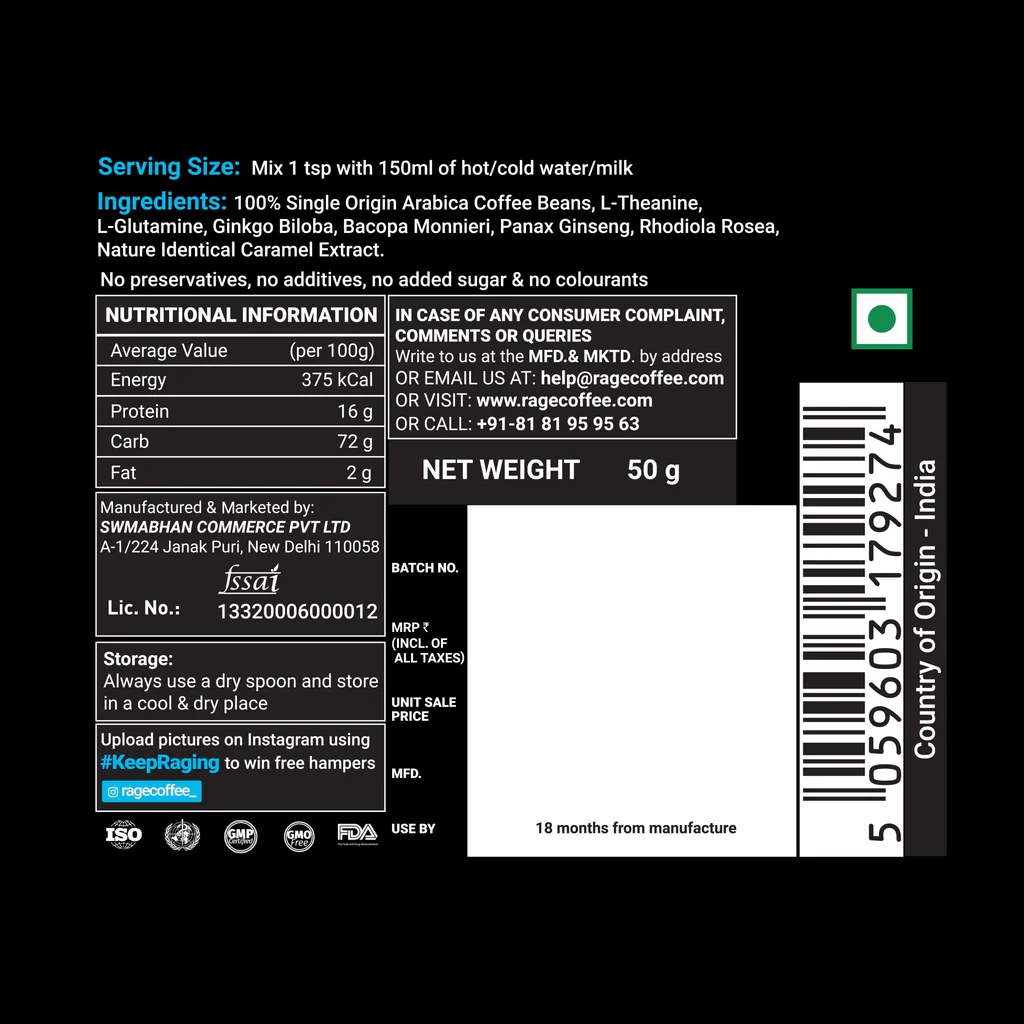 Serving Size: Mix 1 tsp with 150ml of hot/cold water/milk
Ingredients: 100% Single Origin Arabica Coffee Beans, L-Theanine,
L-Glutamine, Ginkgo Biloba, Bacopa Monnieri, Panax Ginseng, Rhodiola Rosea,
Nature Identical Caramel Extract.
No preservatives, no additives, no added sugar & no colourants
NUTRITIONAL INFORMATION
Average Value (per 100g)
Energy 375 kCal
Protein 16 g
Carb 72 g
Fat 2 g
Manufactured & Marketed by:
SWMABHAN COMMERCE PVT LTD
A-1/224 Janak Puri, New Delhi 110058
fssai
Lic. No.: 13320006000012
Storage:
Always use a dry spoon and store
in a cool & dry place
Upload pictures on Instagram using
#KeepRaging to win free hampers
ragecoffee_
ISO
GMP
Certified
GMO
Free
FDA
IN CASE OF ANY CONSUMER COMPLAINT,
COMMENTS OR QUERIES
Write to us at the MFD.& MKTD. by address
OR EMAIL US AT: help@ragecoffee.com
OR VISIT: www.ragecoffee.com
OR CALL: +91-81 81 95 95 63
NET WEIGHT 50 g
BATCH NO.
MRP ₹
(INCL. OF
ALL TAXES)
UNIT SALE
PRICE
MFD.
USE BY 18 months from manufacture
5 059603 179274
Country of Origin - India